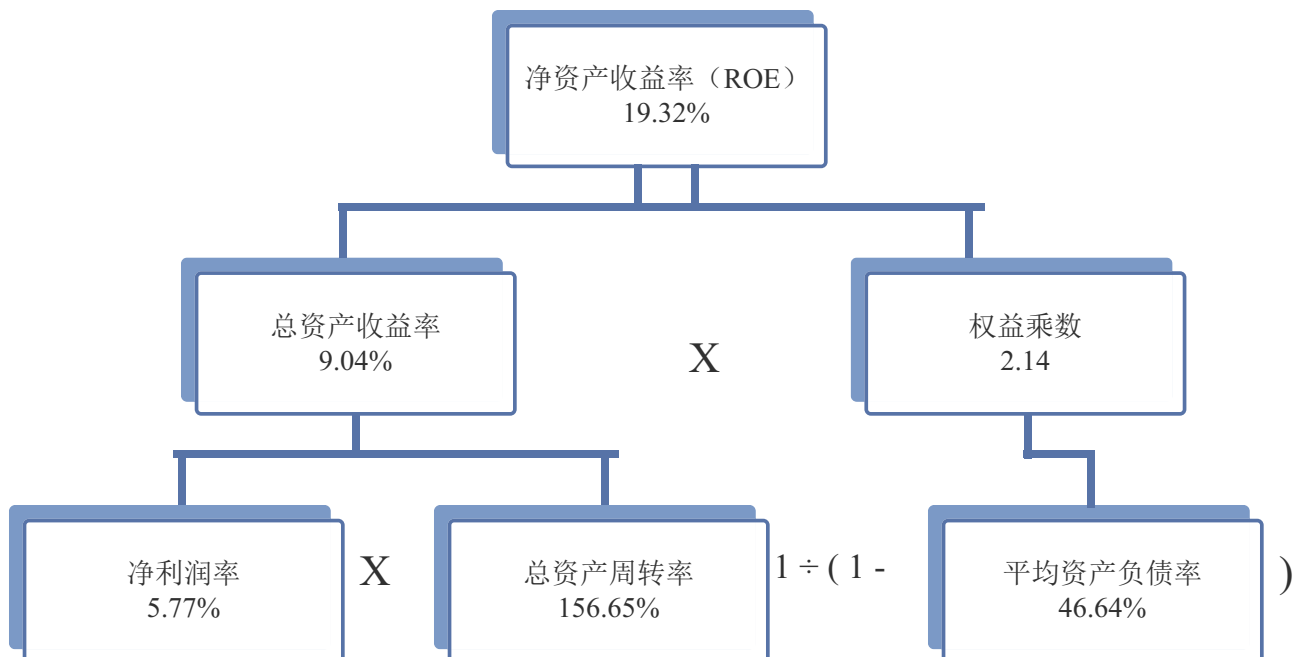 净资产收益率（ROE）
19.32%
总资产收益率
9.04%
X
权益乘数
2.14
净利润率
5.77%
X
总资产周转率
156.65%
1 ÷ ( 1 -
平均资产负债率
46.64%
)